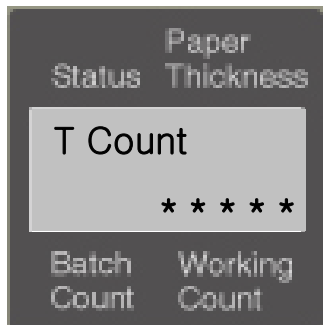 Paper
Status Thickness
T Count
* * * * *
Batch Working
Count Count